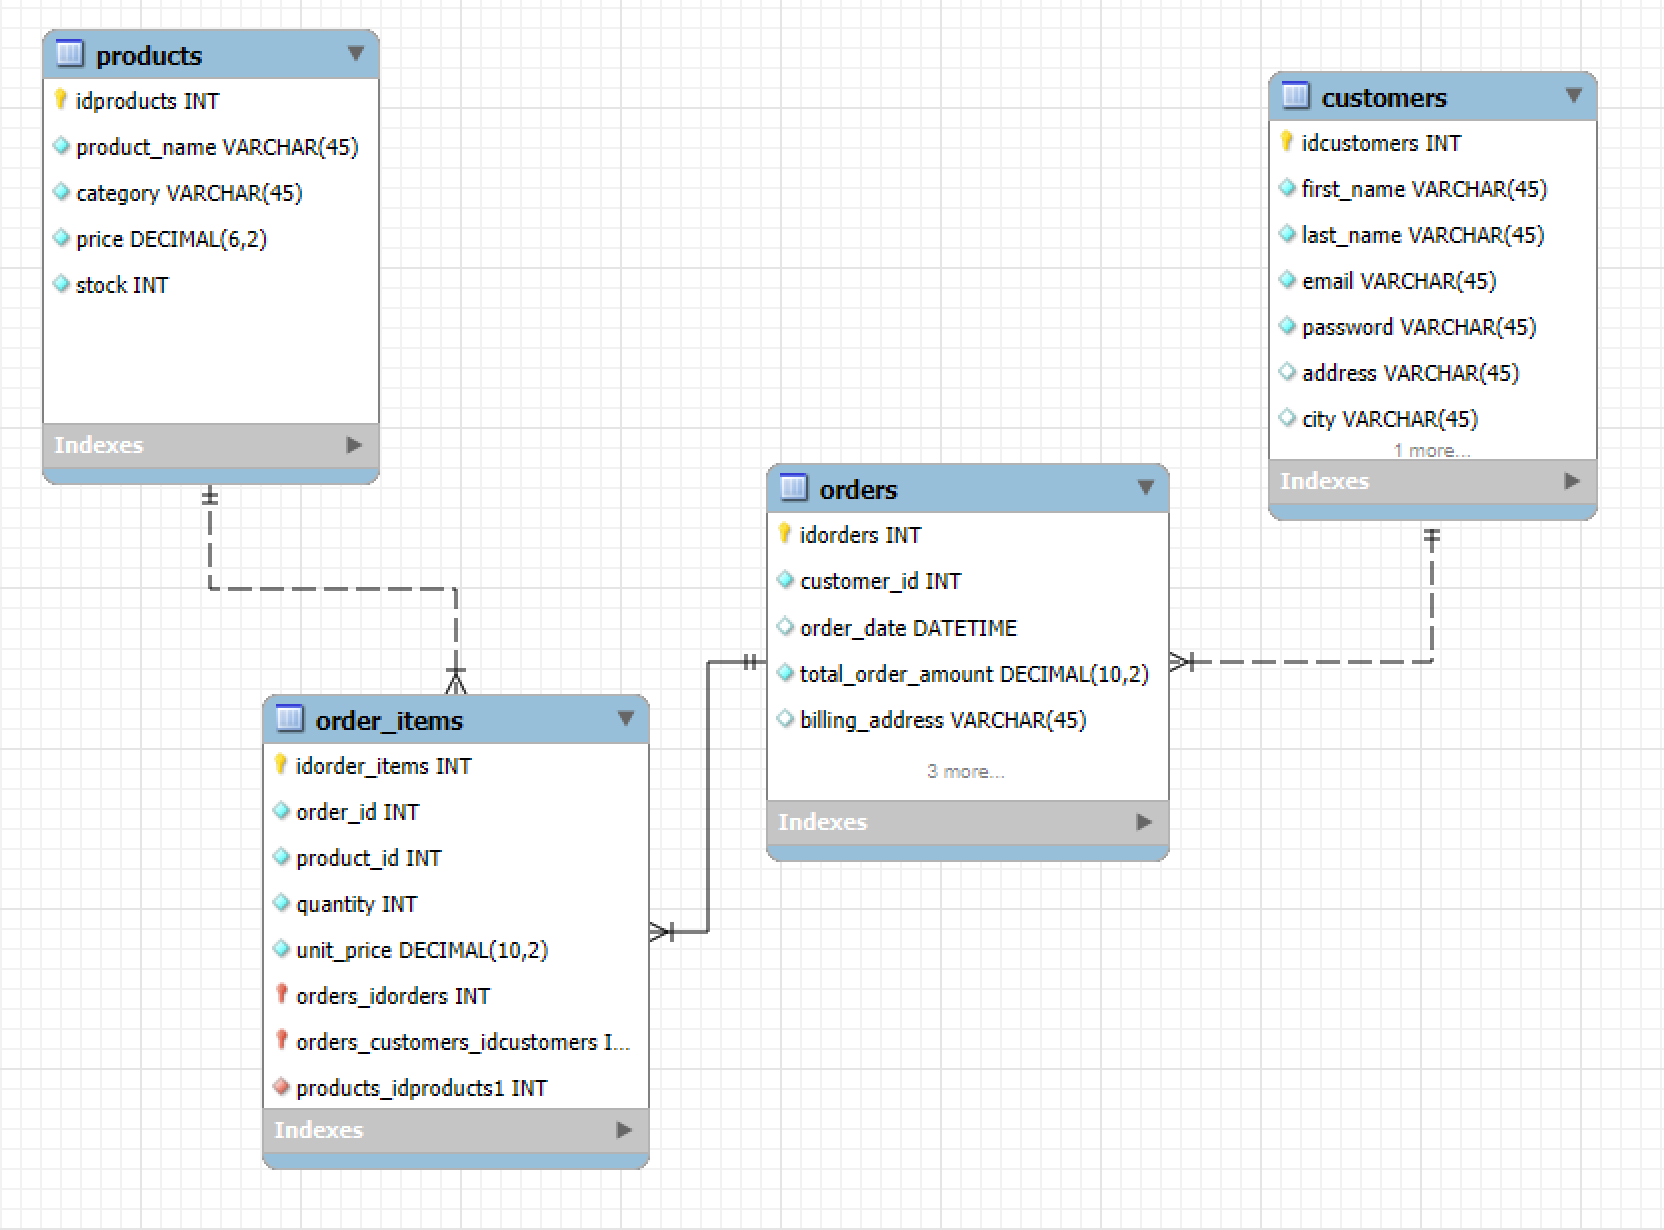 products
idproducts INT
product_name VARCHAR(45)
category VARCHAR(45)
price DECIMAL(6,2)
stock INT
Indexes
customers
idcustomers INT
first_name VARCHAR(45)
last_name VARCHAR(45)
email VARCHAR(45)
password VARCHAR(45)
address VARCHAR(45)
city VARCHAR(45)
1 more...
Indexes
orders
idorders INT
customer_id INT
order_date DATETIME
total_order_amount DECIMAL(10,2)
billing_address VARCHAR(45)
3 more...
Indexes
order_items
idorder_items INT
order_id INT
product_id INT
quantity INT
unit_price DECIMAL(10,2)
orders_idorders INT
orders_customers_idcustomers I...
products_idproducts1 INT
Indexes